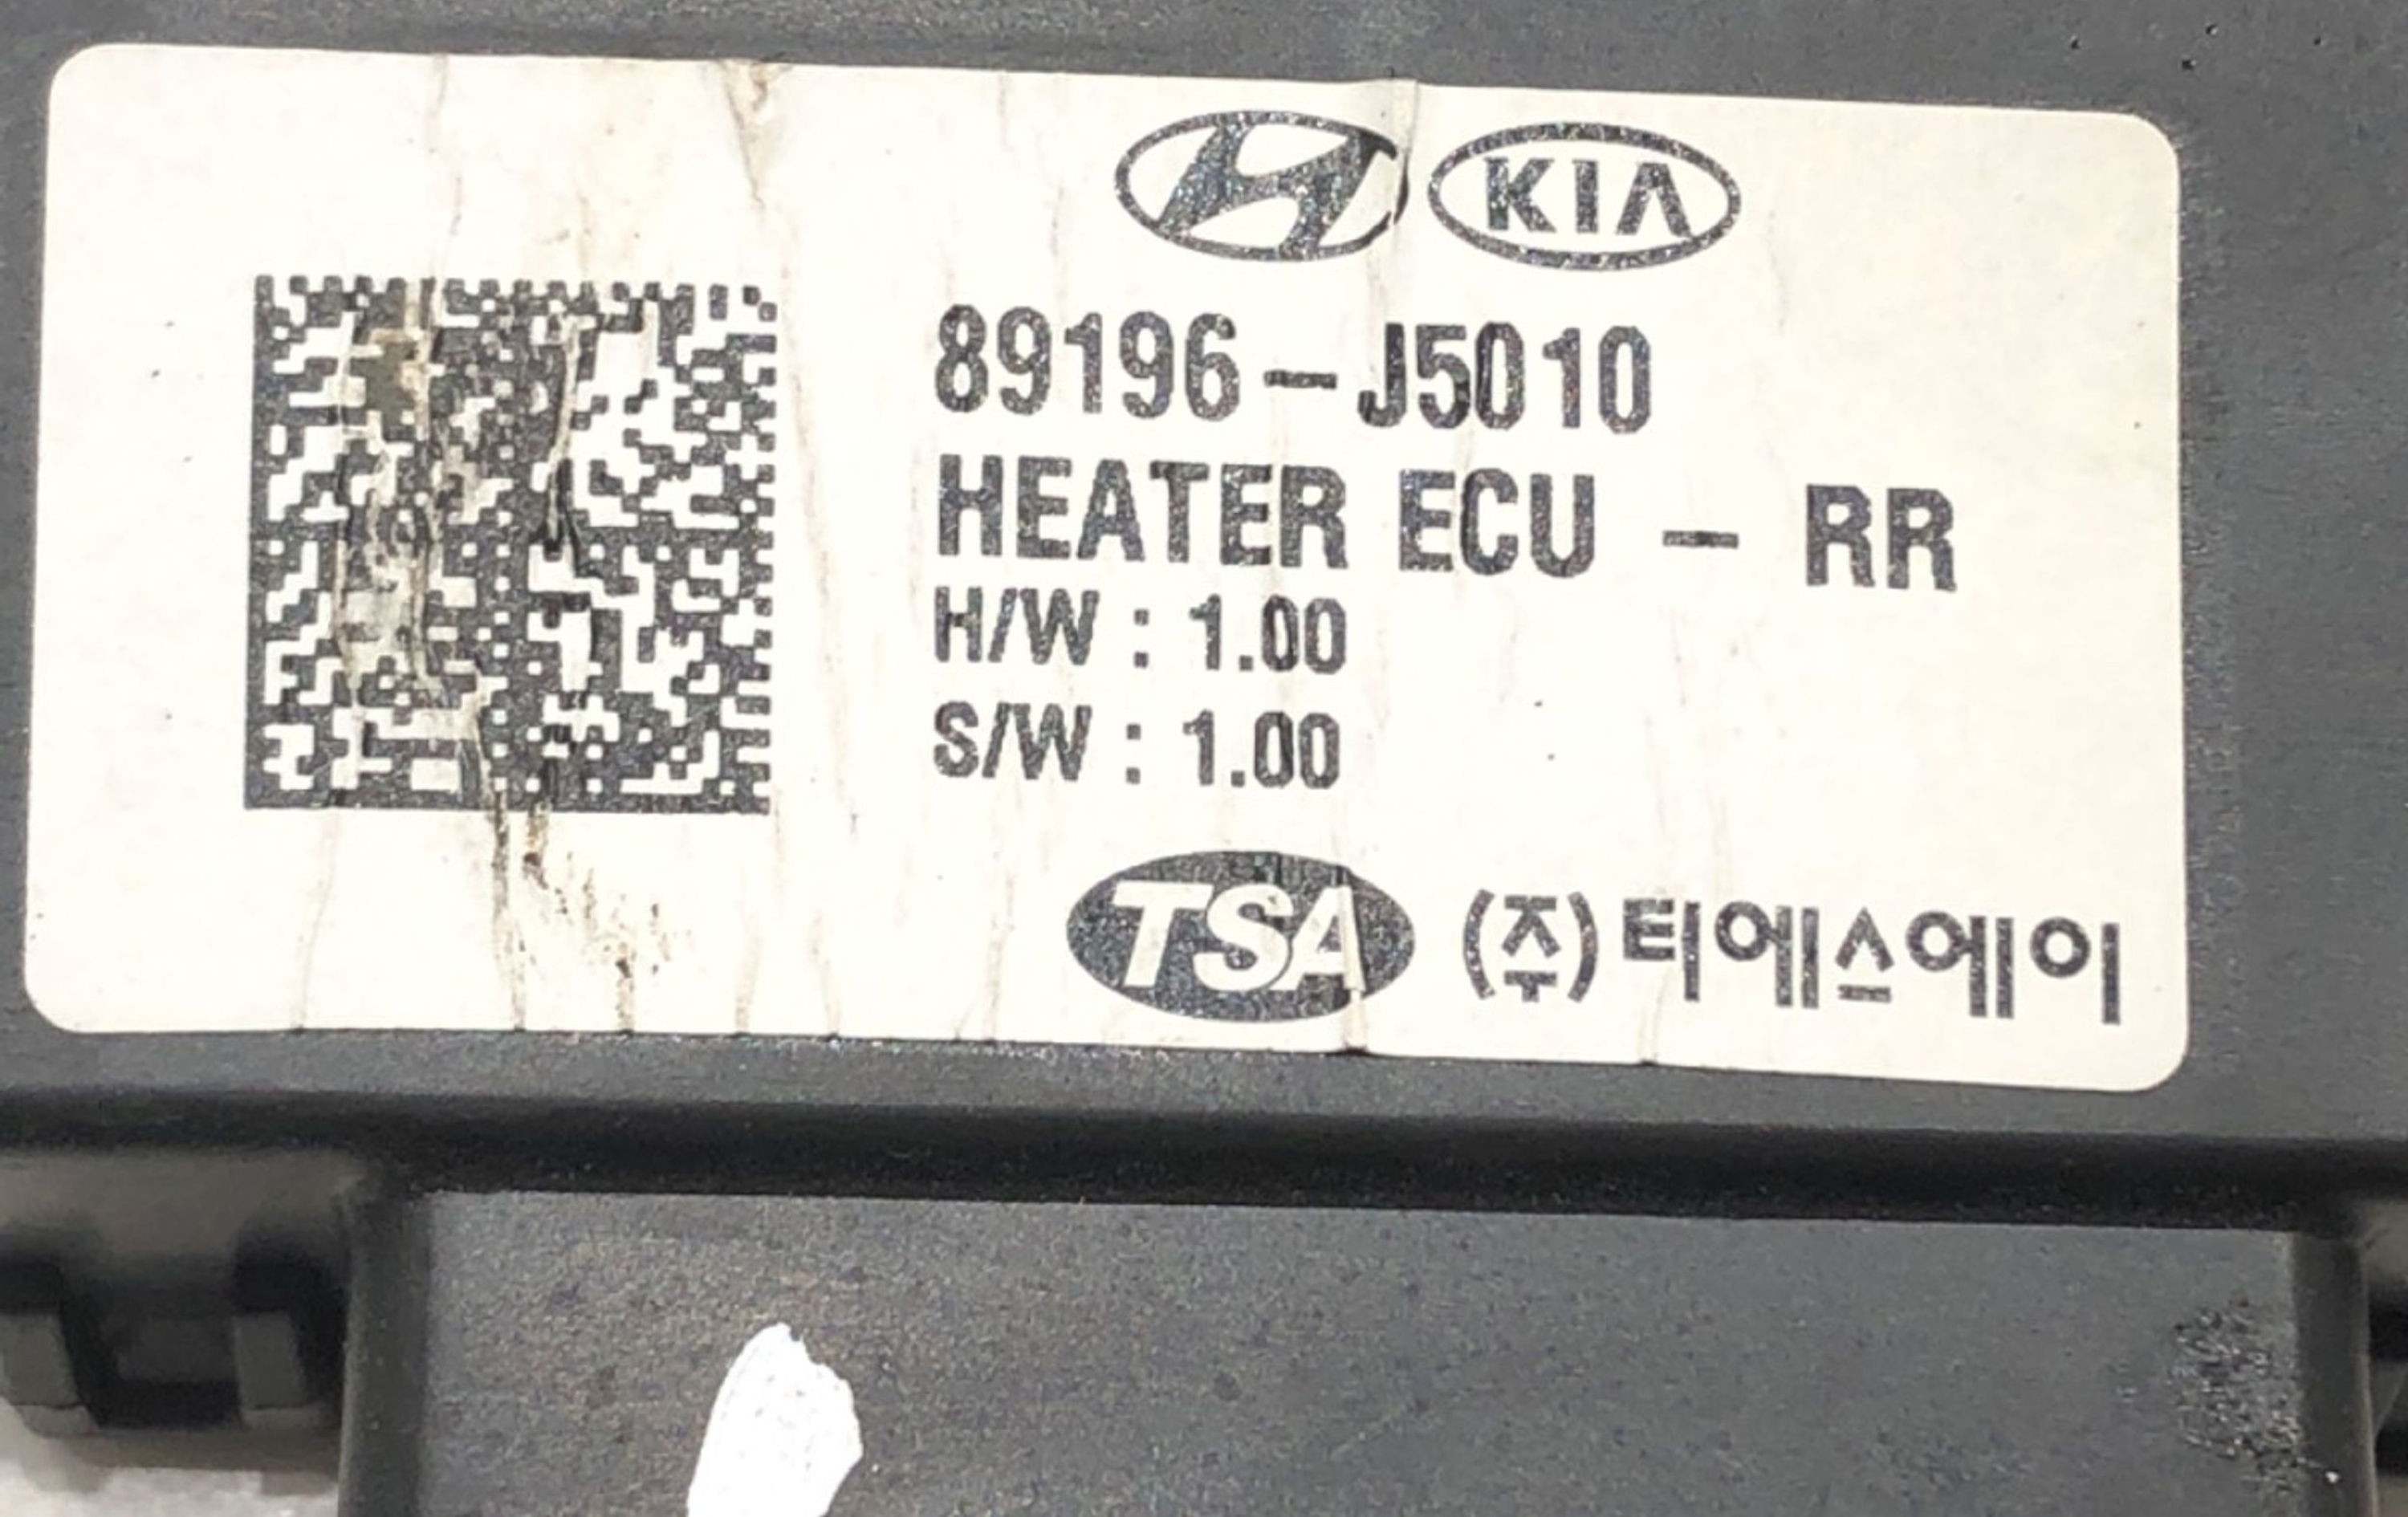 KIA
89196-J5010
HEATER ECU - RR
H/W : 1.00
S/W : 1.00
TSA (주)티에스에이